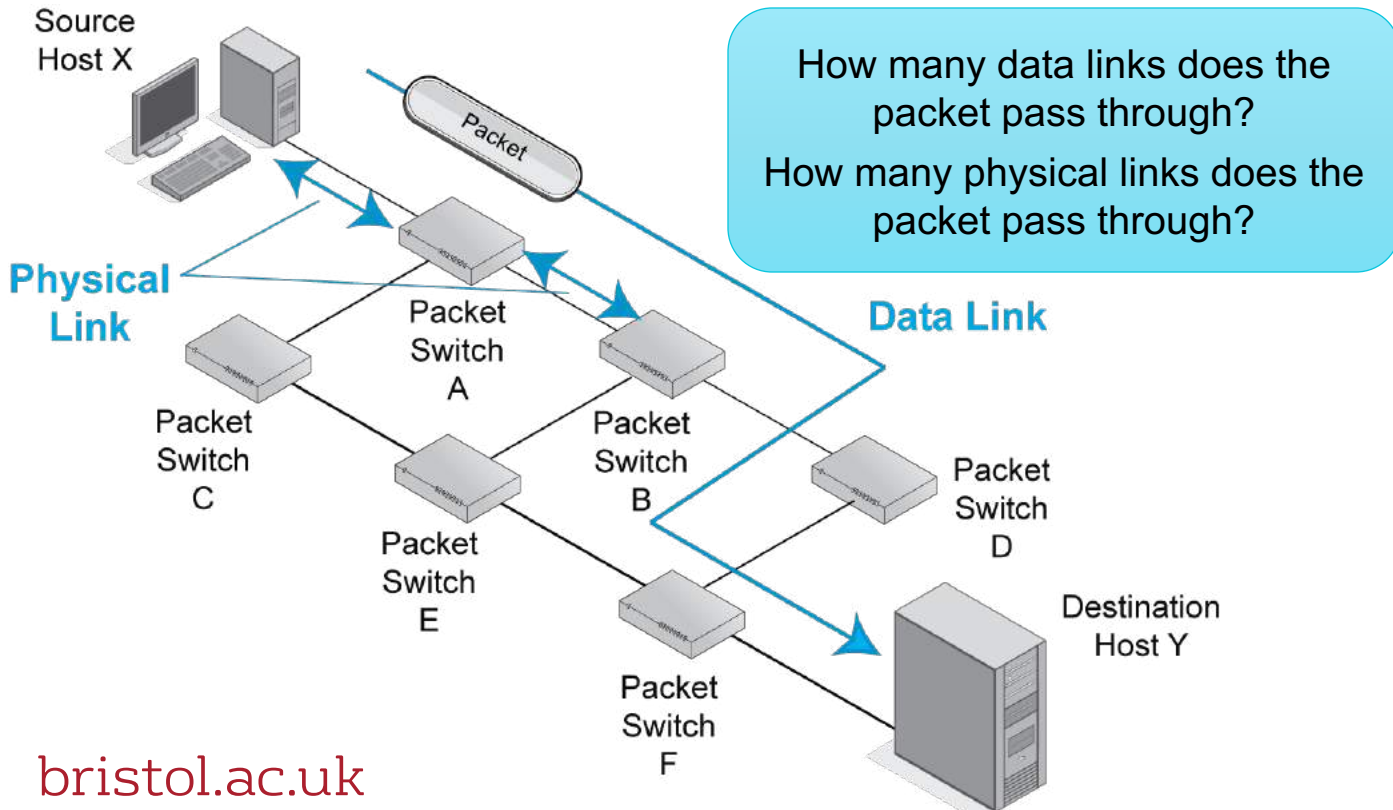 Source
Host X
Packet
How many data links does the
packet pass through?
How many physical links does the
packet pass through?
Physical
Link
Data Link
Packet
Switch
A
Packet
Switch
B
Packet
Switch
C
Packet
Switch
D
Packet
Switch
E
Packet
Switch
F
Destination
Host Y
bristol.ac.uk